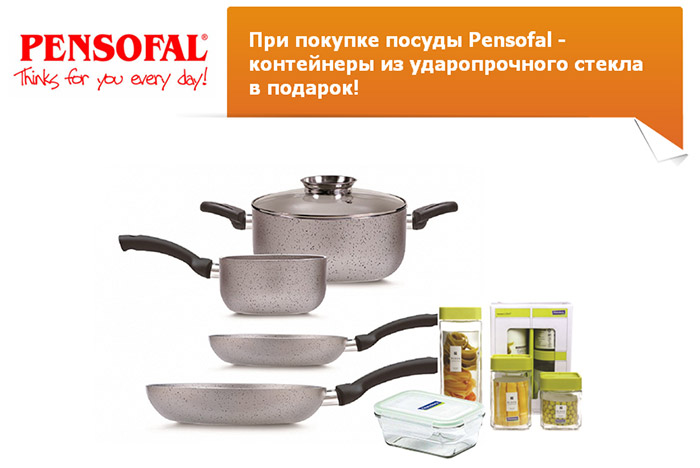 PENSOFAL®
Thinks for you every day!
При покупке посуды Pensofal -
контейнеры из ударопрочного стекла
в подарок!